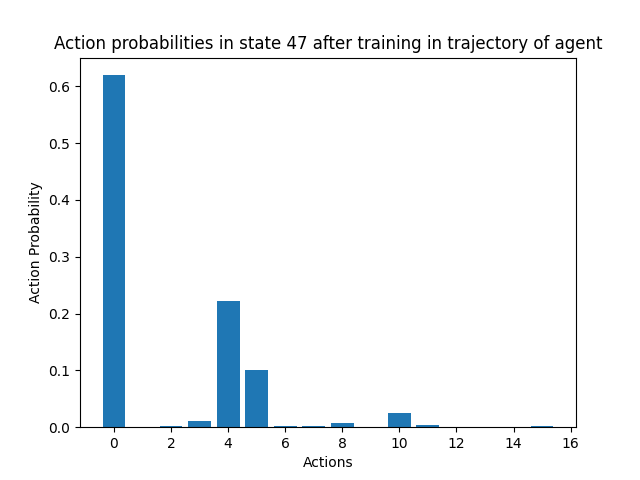 Action probabilities in state 47 after training in trajectory of agent
0.6
0.5
0.4
0.3
0.2
0.1
0.0
Action Probability
0 2 4 6 8 10 12 14 16
Actions